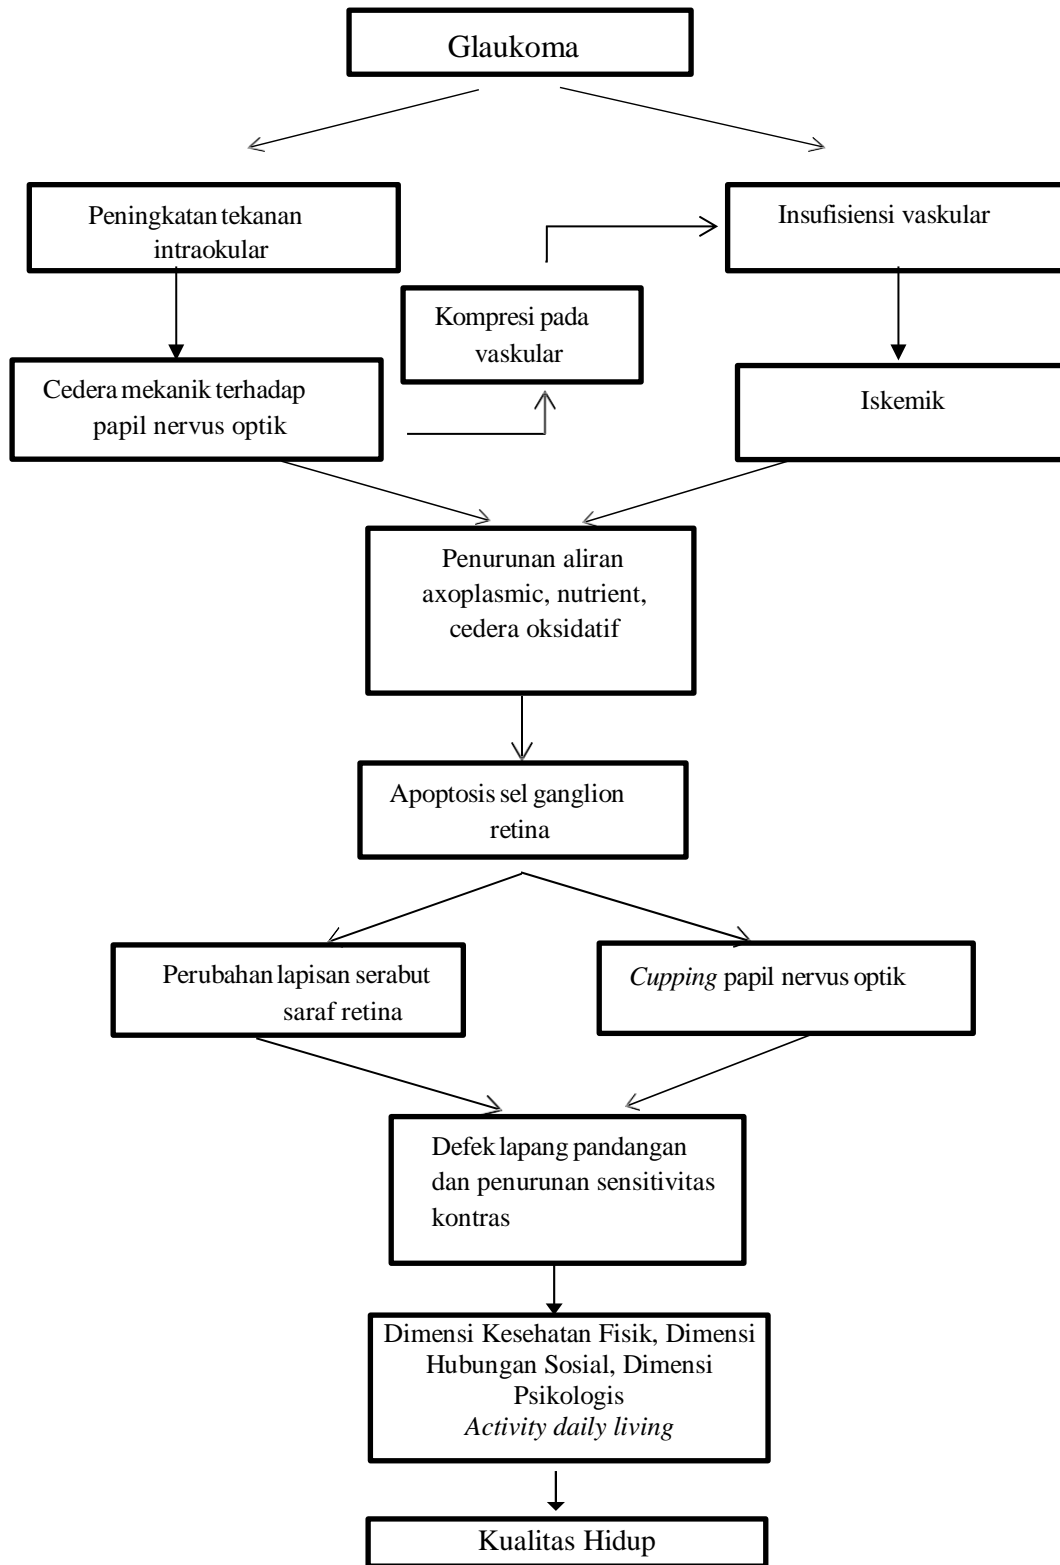 Glaukoma
Peningkatan tekanan
intraokular
Insufisiensi vaskular
Kompresi pada
vaskular
Cedera mekanik terhadap
papil nervus optik
Iskemik
Penurunan aliran
axoplasmic, nutrient,
cedera oksidatif
Apoptosis sel ganglion
retina
Perubahan lapisan serabut
saraf retina
Cupping papil nervus optik
Defek lapang pandangan
dan penurunan sensitivitas
kontras
Dimensi Kesehatan Fisik, Dimensi
Hubungan Sosial, Dimensi
Psikologis
Activity daily living
Kualitas Hidup